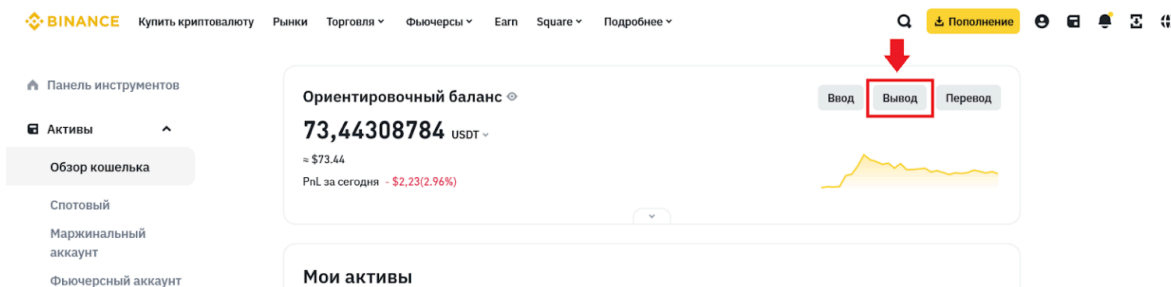 BINANCE Купить криптовалюту Рынки Торговля Фьючерсы Earn Square Подробнее Пополнение
Панель инструментов
Активы
Обзор кошелька
Спотовый
Маржинальный
аккаунт
Фьючерсный аккаунт
Ориентировочный баланс
Ввод Вывод Перевод
73,44308784 USDT
≈ $73.44
PnL за сегодня - $2,23(2.96%)
Мои активы